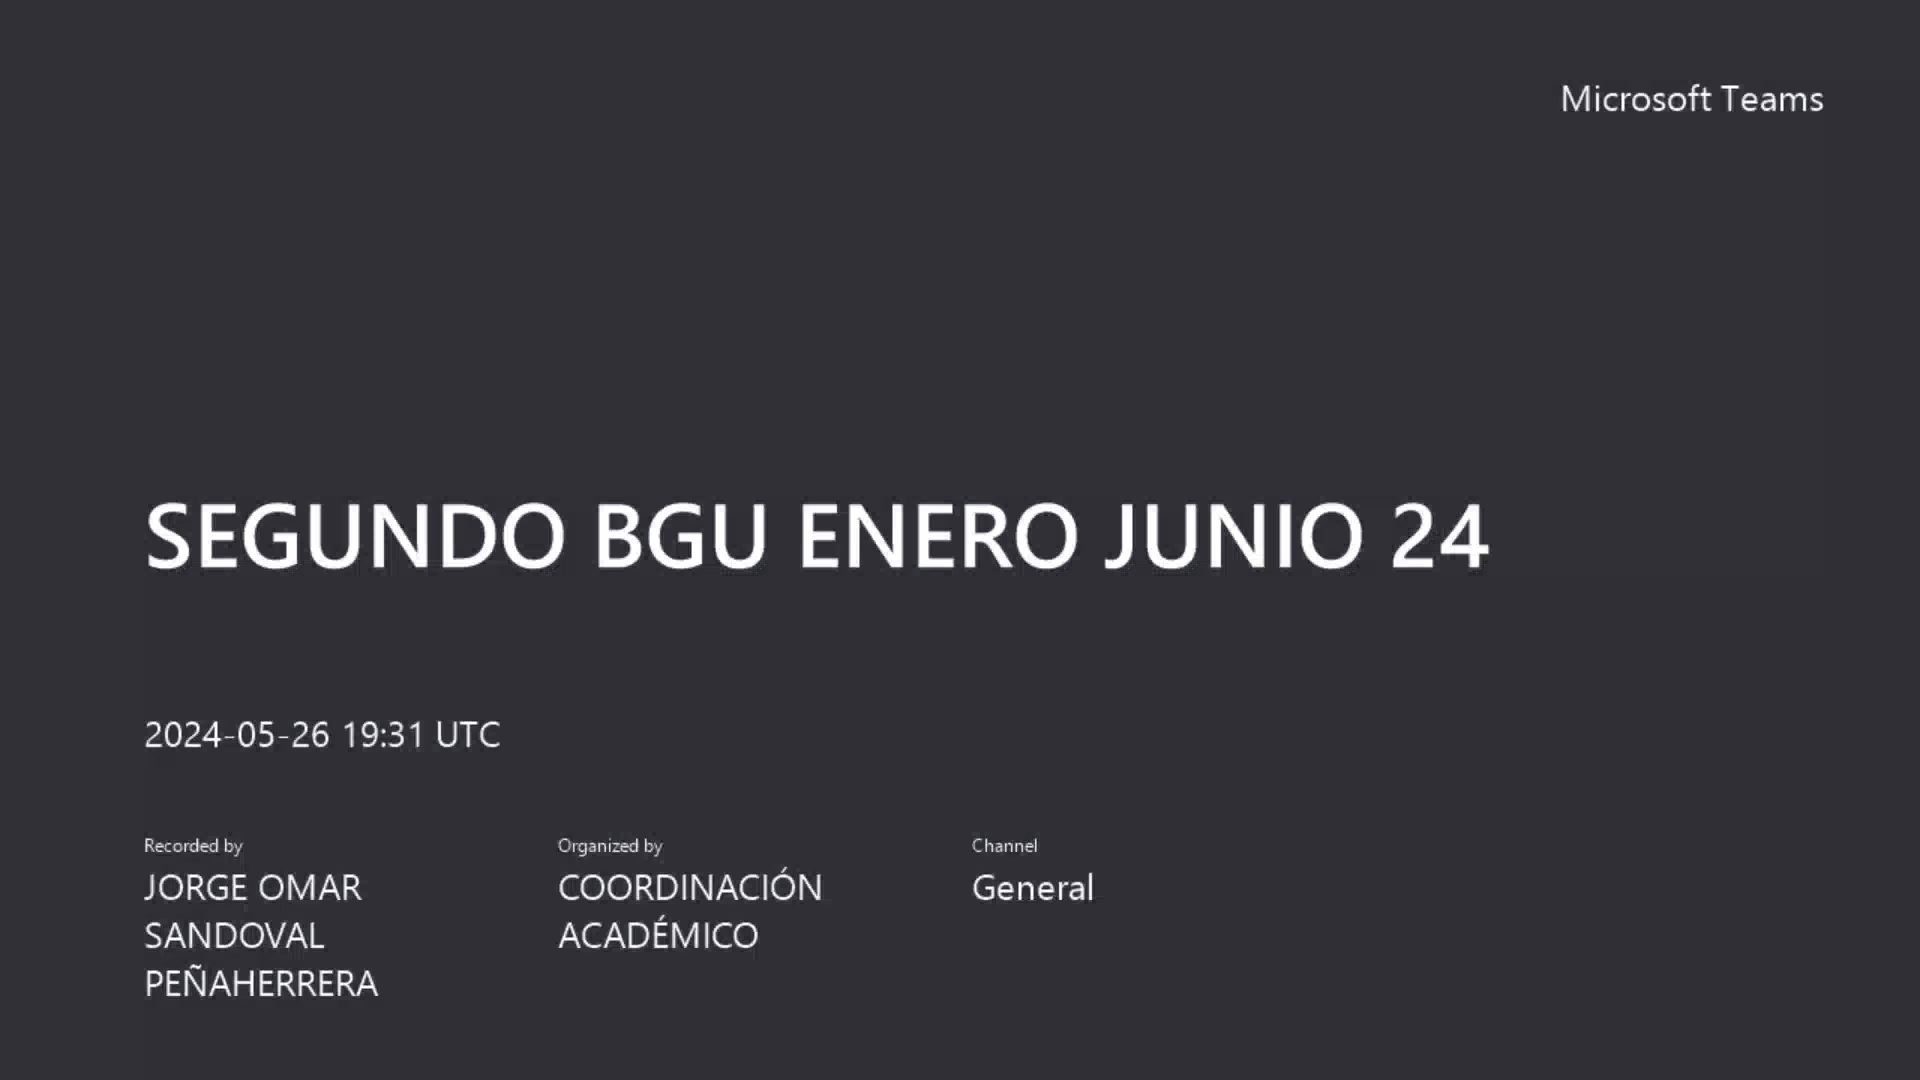 Microsoft Teams
SEGUNDO BGU ENERO JUNIO 24
2024-05-26 19:31 UTC
Recorded by
JORGE OMAR
SANDOVAL
PEÑAHERRERA
Organized by
COORDINACIÓN
ACADÉMICO
Channel
General